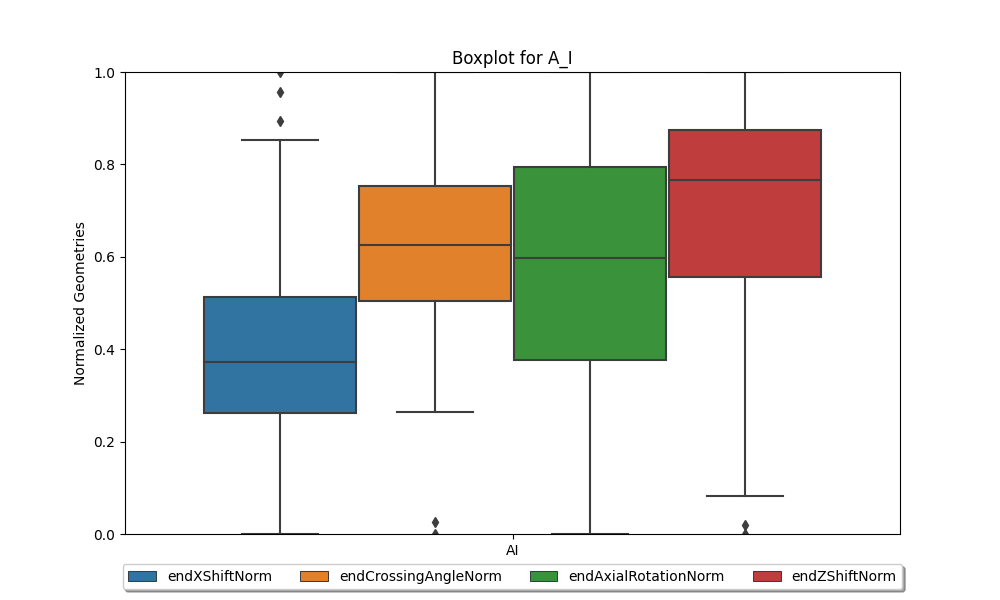 Boxplot for A_I
1.0
0.8
0.6
0.4
0.2
0.0
Normalized Geometries
AI
endXShiftNorm endCrossingAngleNorm endAxialRotationNorm endZShiftNorm